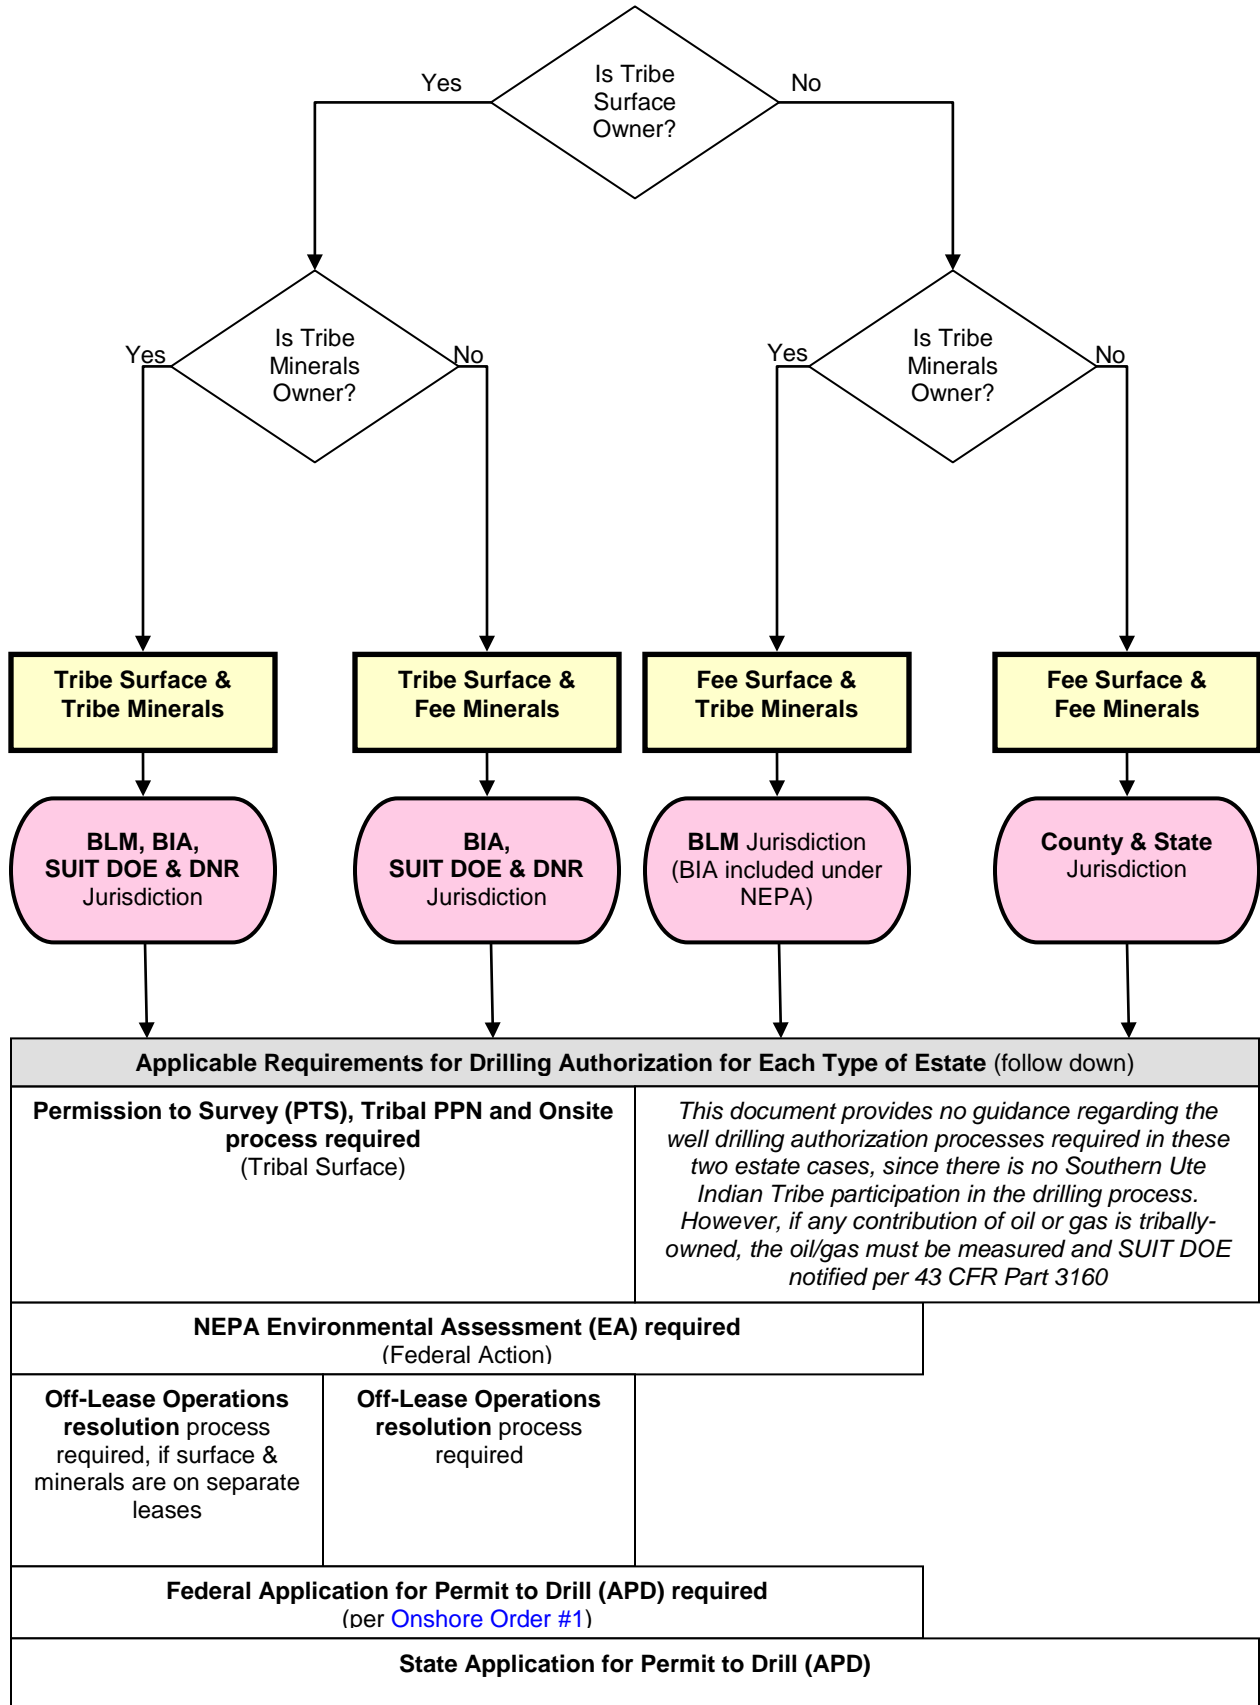 Is Tribe
Surface
Owner?
Yes
No
Is Tribe
Minerals
Owner?
Yes
No
Is Tribe
Minerals
Owner?
Yes
No
Tribe Surface &
Tribe Minerals
Tribe Surface &
Fee Minerals
Fee Surface &
Tribe Minerals
Fee Surface &
Fee Minerals
BLM, BIA,
SUIT DOE & DNR
Jurisdiction
BIA,
SUIT DOE & DNR
Jurisdiction
BLM Jurisdiction
(BIA included under
NEPA)
County & State
Jurisdiction
Applicable Requirements for Drilling Authorization for Each Type of Estate (follow down)
Permission to Survey (PTS), Tribal PPN and Onsite
process required
(Tribal Surface)
This document provides no guidance regarding the
well drilling authorization processes required in these
two estate cases, since there is no Southern Ute
Indian Tribe participation in the drilling process.
However, if any contribution of oil or gas is tribally-
owned, the oil/gas must be measured and SUIT DOE
notified per 43 CFR Part 3160
NEPA Environmental Assessment (EA) required
(Federal Action)
Off-Lease Operations
resolution process
required, if surface &
minerals are on separate
leases
Off-Lease Operations
resolution process
required
Federal Application for Permit to Drill (APD) required
(per Onshore Order #1)
State Application for Permit to Drill (APD)